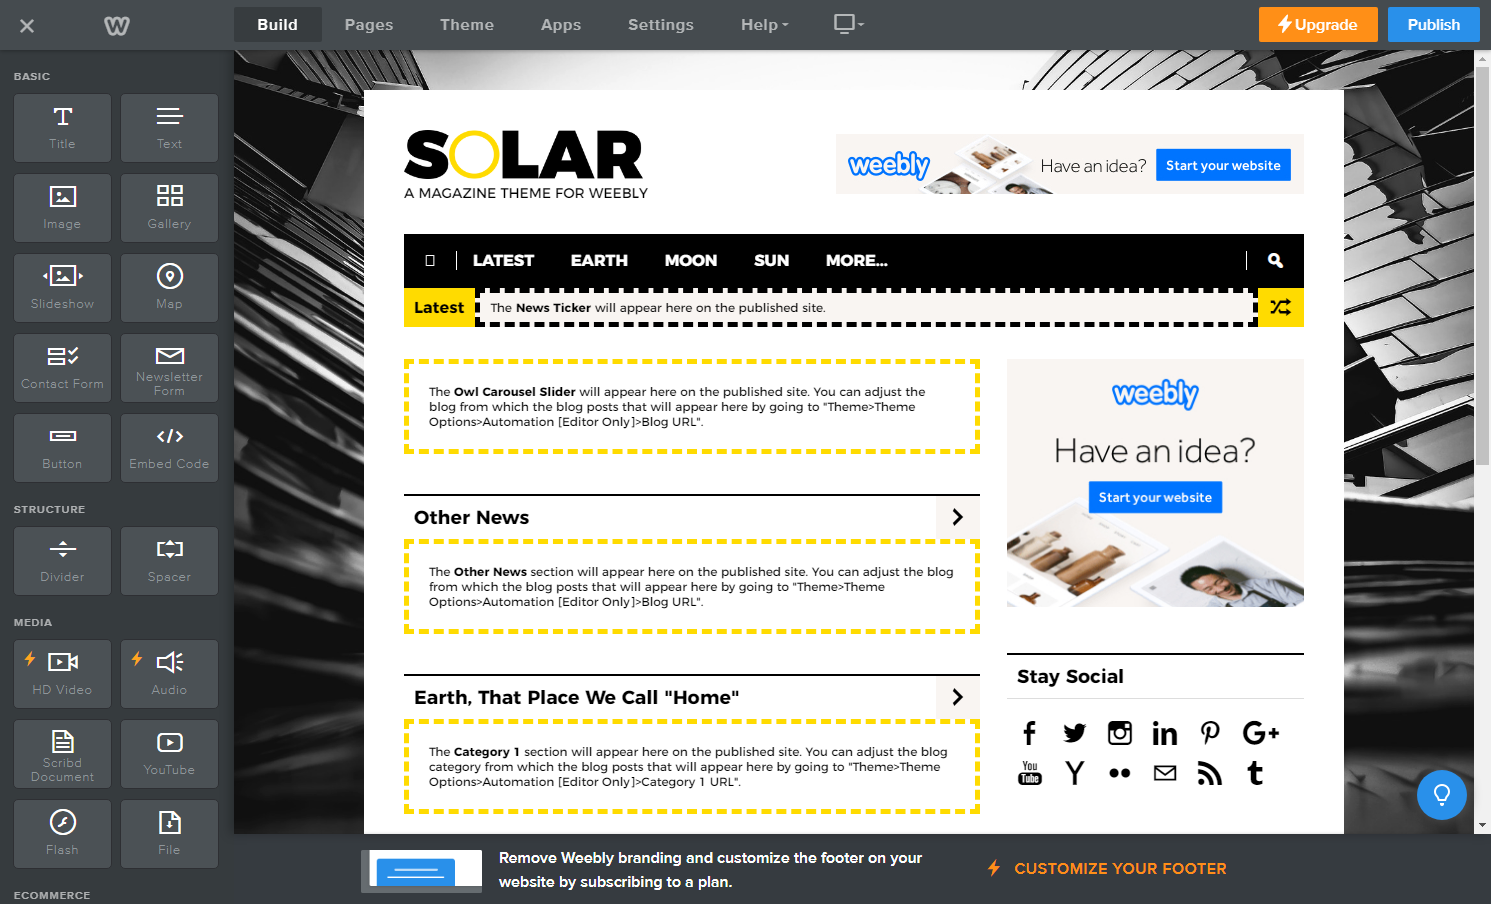 Build
Pages
Theme
Apps
Settings
Help
Upgrade
Publish
BASIC
Title
Text
Image
Gallery
Slideshow
Map
Contact Form
Newsletter
Form
Button
Embed Code
STRUCTURE
Divider
Spacer
MEDIA
HD Video
Audio
Scribd
Document
YouTube
Flash
File
ECOMMERCE
SOLAR
A MAGAZINE THEME FOR WEEBLY
weebly
Have an idea?
Start your website
LATEST
EARTH
MOON
SUN
MORE...
Latest
The News Ticker will appear here on the published site.
The Owl Carousel Slider will appear here on the published site. You can adjust the
blog from which the blog posts that will appear here by going to "Theme>Theme
Options>Automation [Editor Only]>Blog URL".
Other News
The Other News section will appear here on the published site. You can adjust the blog
from which the blog posts that will appear here by going to "Theme>Theme
Options>Automation [Editor Only]>Blog URL".
Earth, That Place We Call "Home"
The Category 1 section will appear here on the published site. You can adjust the blog
category from which the blog posts that will appear here by going to "Theme>Theme
Options>Automation [Editor Only]>Category 1 URL".
weebly
Have an idea?
Start your website
Stay Social
You
Tube
Remove Weebly branding and customize the footer on your
website by subscribing to a plan.
CUSTOMIZE YOUR FOOTER